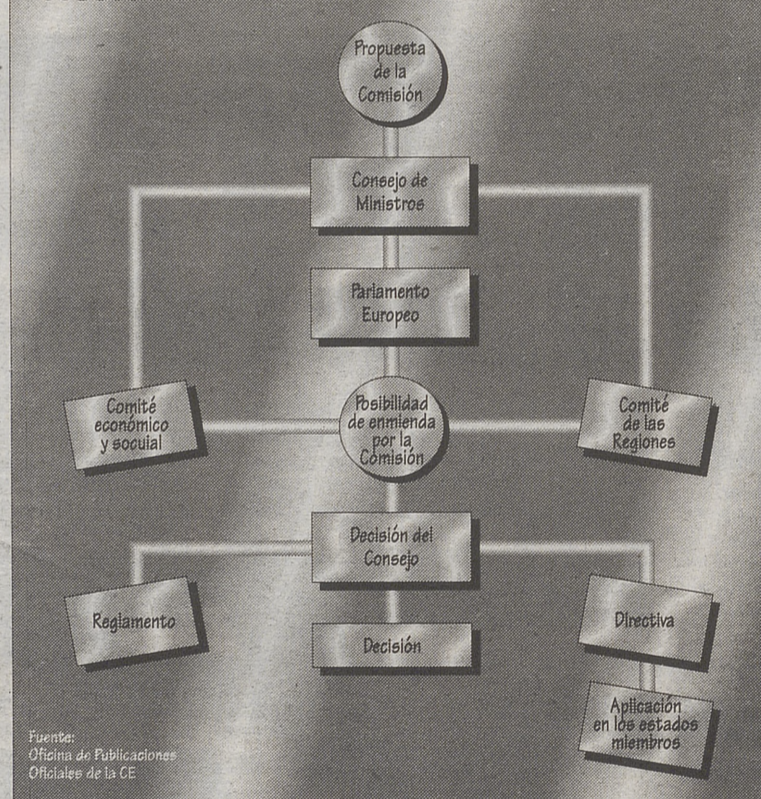 Propuesta
de la
Comisión
Consejo de
Ministros
Parlamento
Europeo
Comité
económico
y socuial
Posibilidad
de enmienda
por la
Comisión
Comité
de las
Regiones
Decisión del
Consejo
Reglamento
Decisión
Directiva
Aplicación
en los estados
miembros
Fuente:
Oficina de Publicaciones
Oficiales de la CE